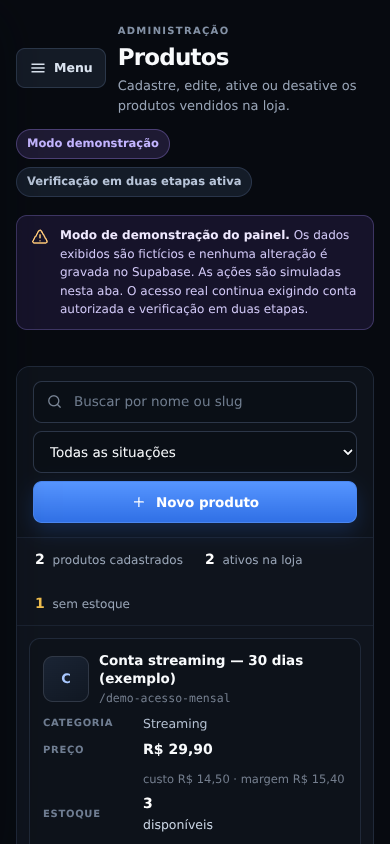 ADMINISTRAÇÃO
Menu
Produtos
Cadastre, edite, ative ou desative os
produtos vendidos na loja.
Modo demonstração
Verificação em duas etapas ativa
Modo de demonstração do painel. Os dados
exibidos são fictícios e nenhuma alteração é
gravada no Supabase. As ações são simuladas
nesta aba. O acesso real continua exigindo conta
autorizada e verificação em duas etapas.
Buscar por nome ou slug
Todas as situações
+ Novo produto
2 produtos cadastrados 2 ativos na loja
1 sem estoque
C
Conta streaming — 30 dias
(exemplo)
/demo-acesso-mensal
CATEGORIA Streaming
PREÇO R$ 29,90
custo R$ 14,50 · margem R$ 15,40
ESTOQUE 3
disponíveis